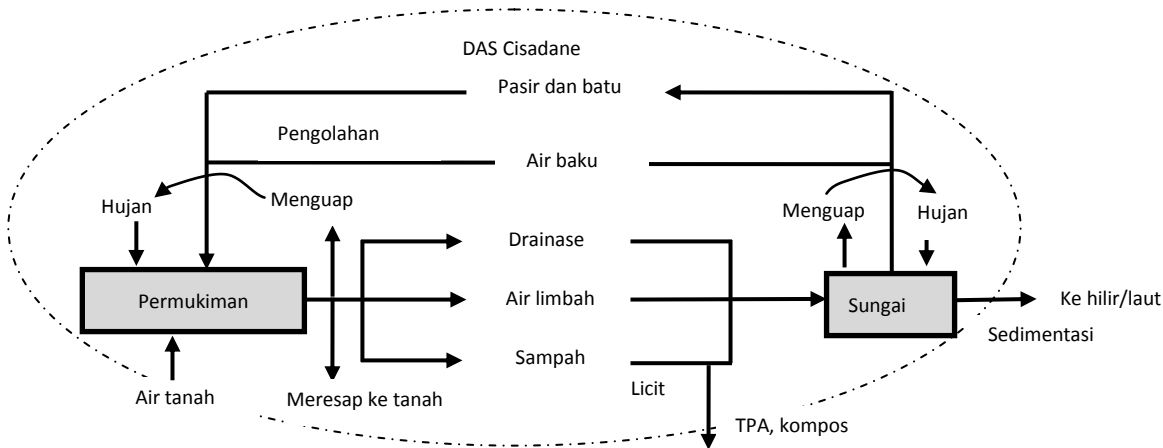 DAS Cisadane
Pasir dan batu
Pengolahan
Air baku
Hujan
Menguap
Menguap
Hujan
Drainase
Permukiman
Air limbah
Sungai
Ke hilir/laut
Sedimentasi
Sampah
Air tanah
Meresap ke tanah
Licit
TPA, kompos